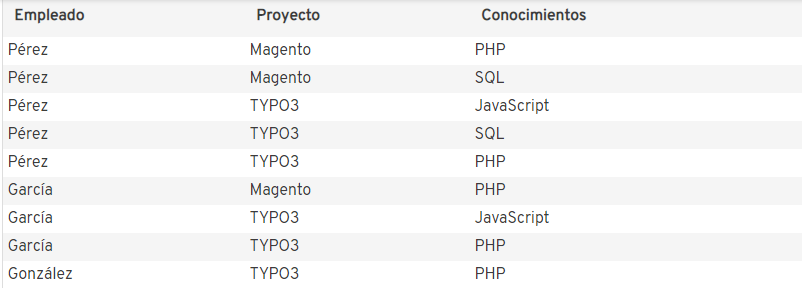 Empleado Proyecto Conocimientos
Pérez Magento PHP
Pérez Magento SQL
Pérez TYPO3 JavaScript
Pérez TYPO3 SQL
Pérez TYPO3 PHP
García Magento PHP
García TYPO3 JavaScript
García TYPO3 PHP
González TYPO3 PHP